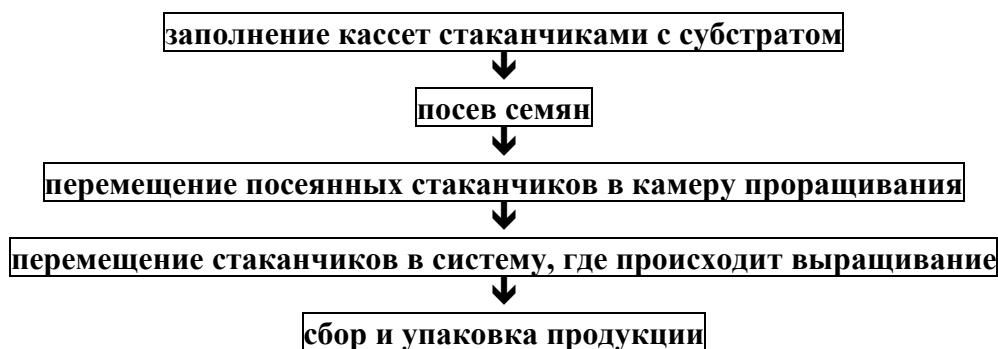 заполнение кассет стаканчиками с субстратом
посев семян
перемещение посеянных стаканчиков в камеру проращивания
перемещение стаканчиков в систему, где происходит выращивание
сбор и упаковка продукции